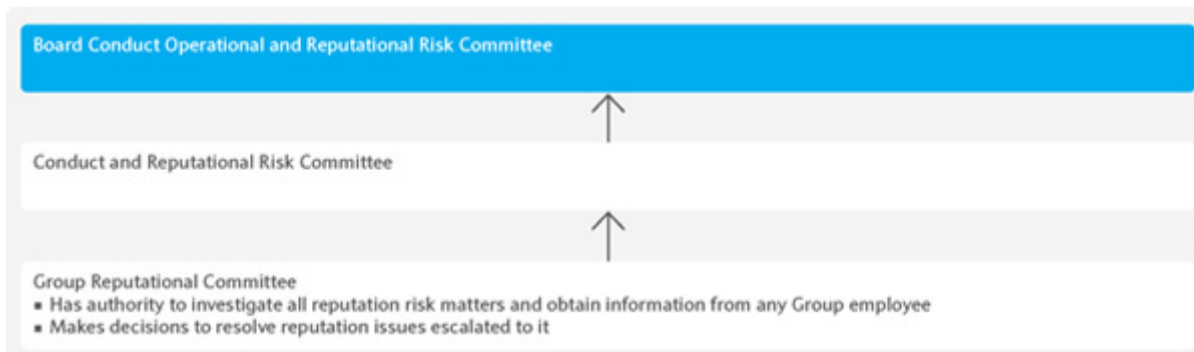 Board Conduct Operational and Reputational Risk Committee
Conduct and Reputational Risk Committee
Group Reputational Committee
▪ Has authority to investigate all reputation risk matters and obtain information from any Group employee
▪ Makes decisions to resolve reputation issues escalated to it